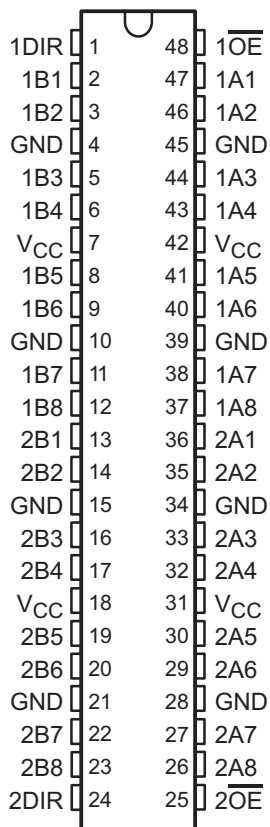 1DIR 1 48 1O̅E̅
1B1 2 47 1A1
1B2 3 46 1A2
GND 4 45 GND
1B3 5 44 1A3
1B4 6 43 1A4
VCC 7 42 VCC
1B5 8 41 1A5
1B6 9 40 1A6
GND 10 39 GND
1B7 11 38 1A7
1B8 12 37 1A8
2B1 13 36 2A1
2B2 14 35 2A2
GND 15 34 GND
2B3 16 33 2A3
2B4 17 32 2A4
VCC 18 31 VCC
2B5 19 30 2A5
2B6 20 29 2A6
GND 21 28 GND
2B7 22 27 2A7
2B8 23 26 2A8
2DIR 24 25 2O̅E̅